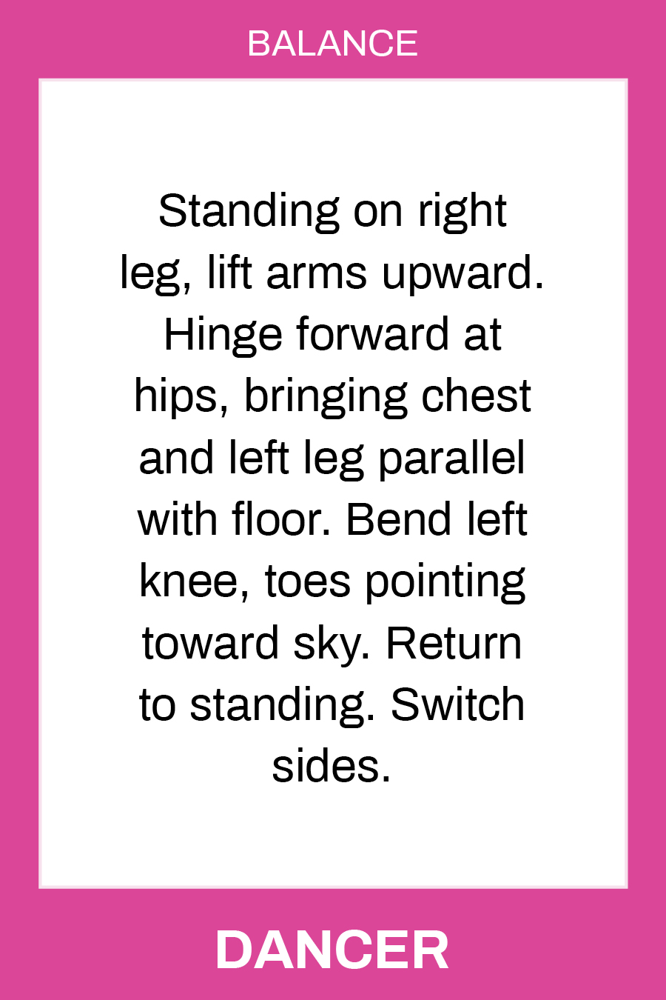 BALANCE
Standing on right
leg, lift arms upward.
Hinge forward at
hips, bringing chest
and left leg parallel
with floor. Bend left
knee, toes pointing
toward sky. Return
to standing. Switch
sides.
DANCER